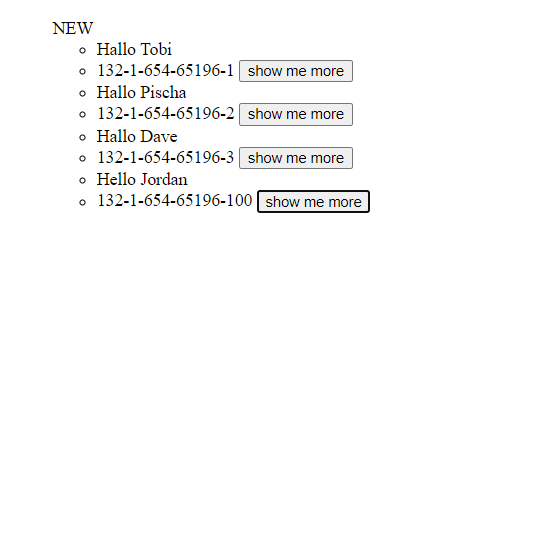 NEW
Hallo Tobi
132-1-654-65196-1 show me more
Hallo Pischa
132-1-654-65196-2 show me more
Hallo Dave
132-1-654-65196-3 show me more
Hello Jordan
132-1-654-65196-100 show me more